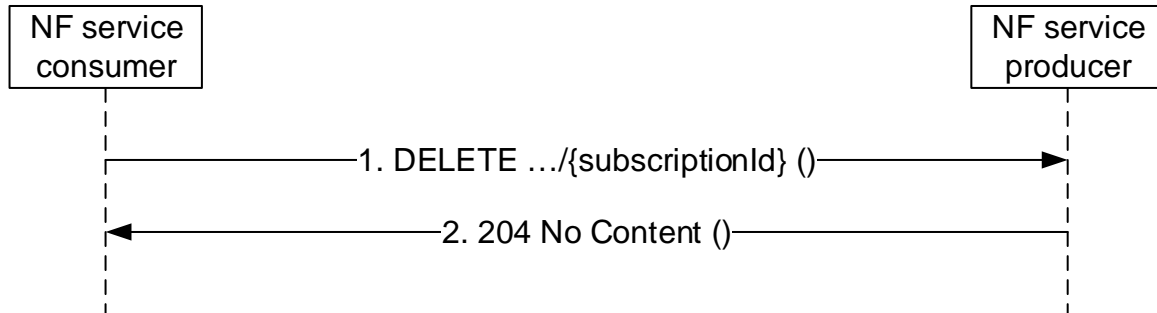 NF service
consumer
NF service
producer
1. DELETE …/{subscriptionId} ()
2. 204 No Content ()